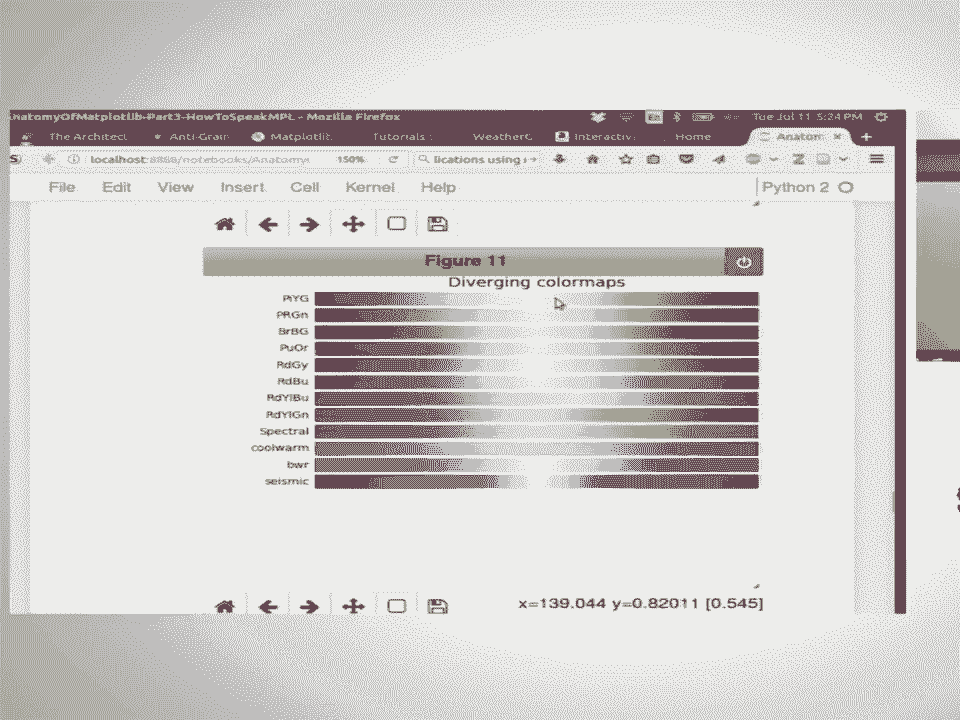 AnatomyOfMatplotlib-Part3-HowToSpeakMPL - Mozilla Firefox
En
Tue Jul 11 5:24 PM
The Architect
Anti-Grain
Matplotlib
Tutorials
Interactiv
Home
Anatom
localhost:8888/notebooks/Anatomy
150%
lications using
File Edit View Insert Cell Kernel Help
Python 2
Figure 11
Diverging colormaps
PiYG
PRGn
BrBG
PuOr
RdGy
RdBu
RdYlBu
RdYlGn
Spectral
coolwarm
bwr
seismic
x=139.044 y=0.82011 [0.545]